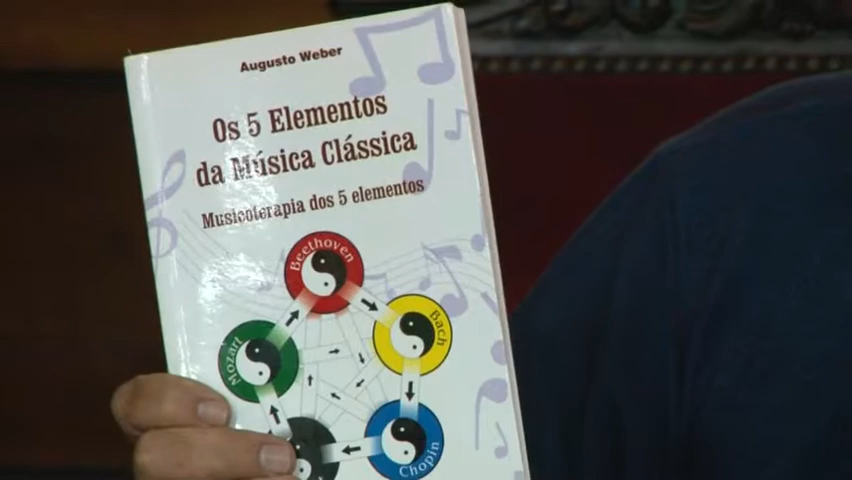 Augusto Weber
Os 5 Elementos
da Música Clássica
Musicoterapia dos 5 elementos
Beethoven
Bach
Mozart
Chopin